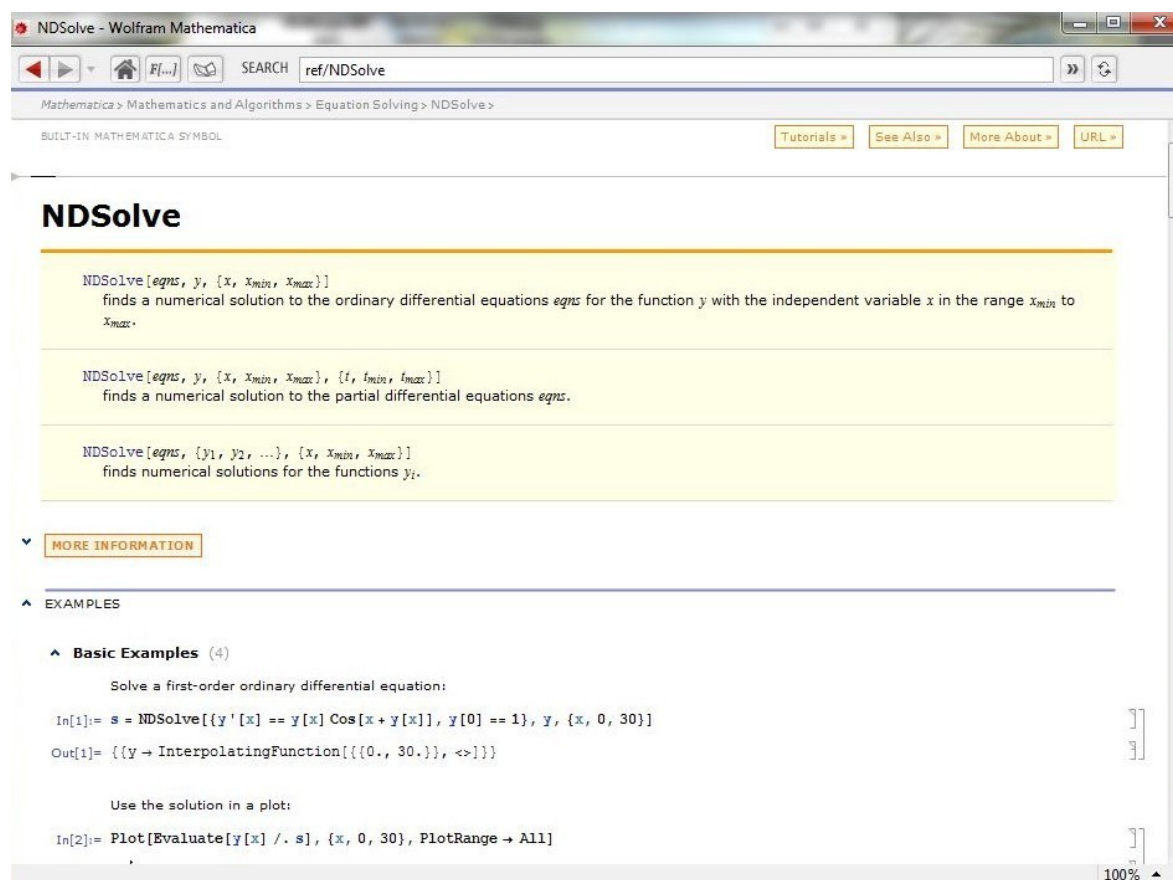 NDSolve - Wolfram Mathematica
F[...] SEARCH ref/NDSolve »
Mathematica > Mathematics and Algorithms > Equation Solving > NDSolve >
BUILT-IN MATHEMATICA SYMBOL Tutorials » See Also » More About » URL »
NDSolve
NDSolve[eqns, y, {x, xmin, xmax}]
finds a numerical solution to the ordinary differential equations eqns for the function y with the independent variable x in the range xmin to
xmax.
NDSolve[eqns, y, {x, xmin, xmax}, {t, tmin, tmax}]
finds a numerical solution to the partial differential equations eqns.
NDSolve[eqns, {y1, y2, ...}, {x, xmin, xmax}]
finds numerical solutions for the functions yi.
MORE INFORMATION
EXAMPLES
Basic Examples (4)
Solve a first-order ordinary differential equation:
In[1]:= s = NDSolve[{y'[x] == y[x] Cos[x + y[x]], y[0] == 1}, y, {x, 0, 30}]
Out[1]= {{y → InterpolatingFunction[{{0., 30.}}, <>]}}
Use the solution in a plot:
In[2]:= Plot[Evaluate[y[x] /. s], {x, 0, 30}, PlotRange → All]
100%